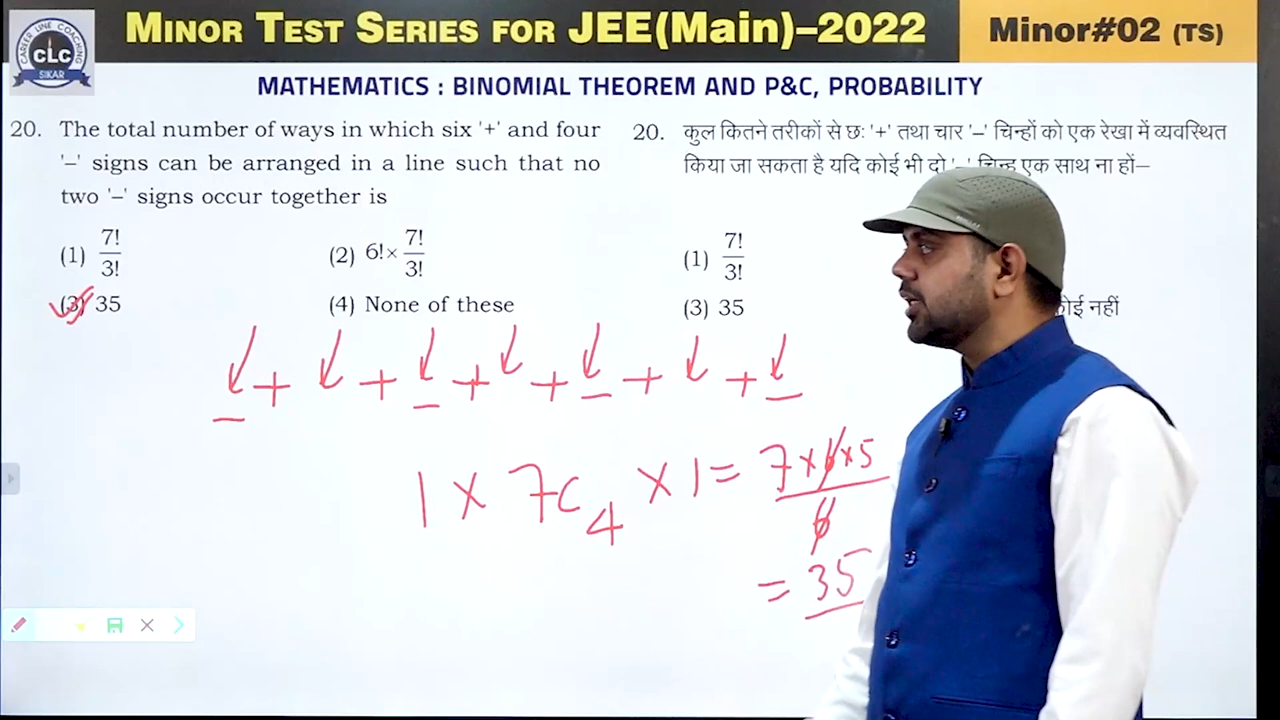 CAREER LINE COACHING
CLC
SIKAR
MINOR TEST SERIES FOR JEE(MAIN)–2022
Minor#02 (TS)
MATHEMATICS : BINOMIAL THEOREM AND P&C, PROBABILITY
20. The total number of ways in which six '+' and four
'–' signs can be arranged in a line such that no
two '–' signs occur together is
(1) 7!/3!
(2) 6!× 7!/3!
(3) 35
(4) None of these
20. कुल कितने तरीकों से छः '+' तथा चार '–' चिन्हों को एक रेखा में व्यवस्थित
किया जा सकता है यदि कोई भी दो '–' चिन्ह एक साथ ना हों–
(1) 7!/3!
(3) 35
कोई नहीं
+ + + + + +
– – – –
1 × 7C4 × 1 = 7×6×5/6
= 35